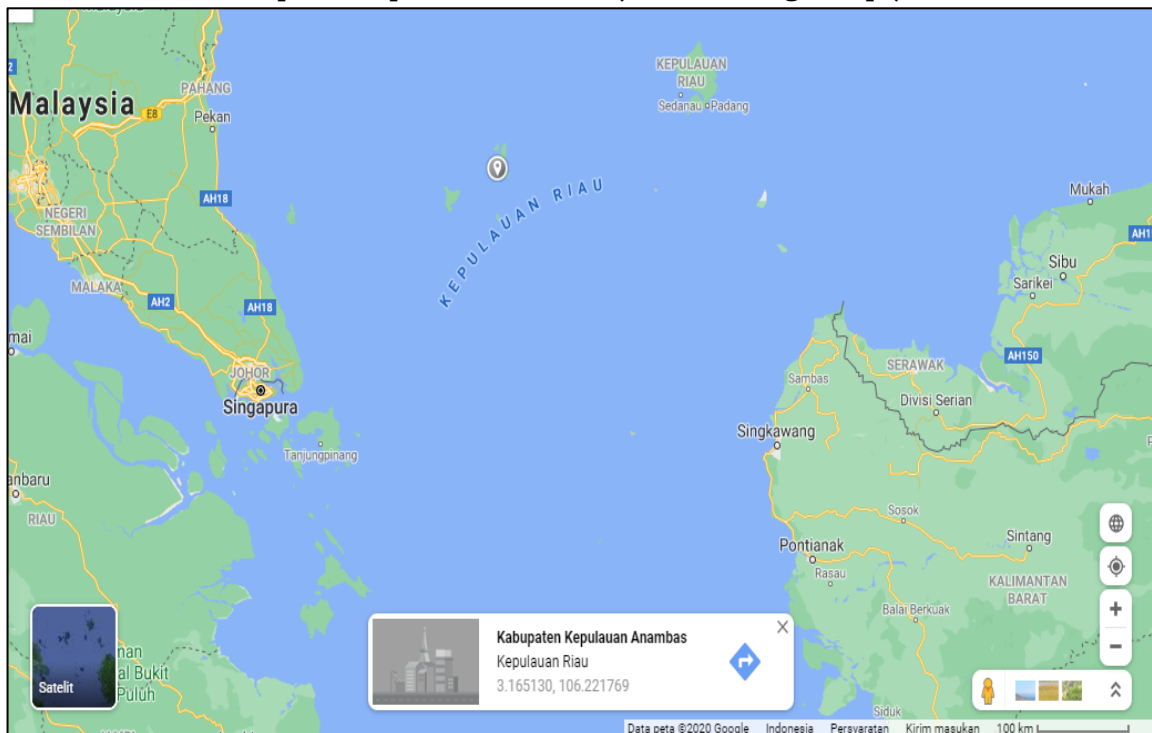 Malaysia
PAHANG
E8
Pekan
KEPULAUAN
RIAU
Sedanau
Padang
AH18
KEPULAUAN RIAU
Mukah
NEGERI
SEMBILAN
Sibu
Sarikei
MALAKA
AH2
AH18
JOHOR
Singapura
Tanjungpinang
AH150
SERAWAK
Sambas
Divisi Serian
Singkawang
RIAU
Sosok
Sintang
Pontianak
Rasau
KALIMANTAN
BARAT
Balai Berkuak
Satelit
Kabupaten Kepulauan Anambas
Kepulauan Riau
3.165130, 106.221769
Siduk
Data peta ©2020 Google
Indonesia
Persyaratan
Kirim masukan
100 km